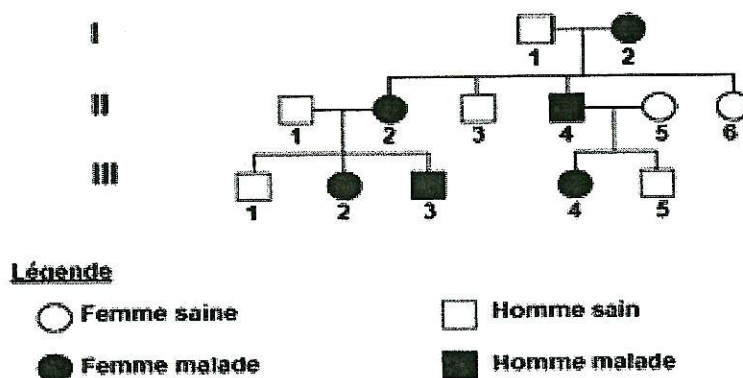 I
1 2
II
1 2 3 4 5 6
III
1 2 3 4 5
Légende
Femme saine Homme sain
Femme malade Homme malade